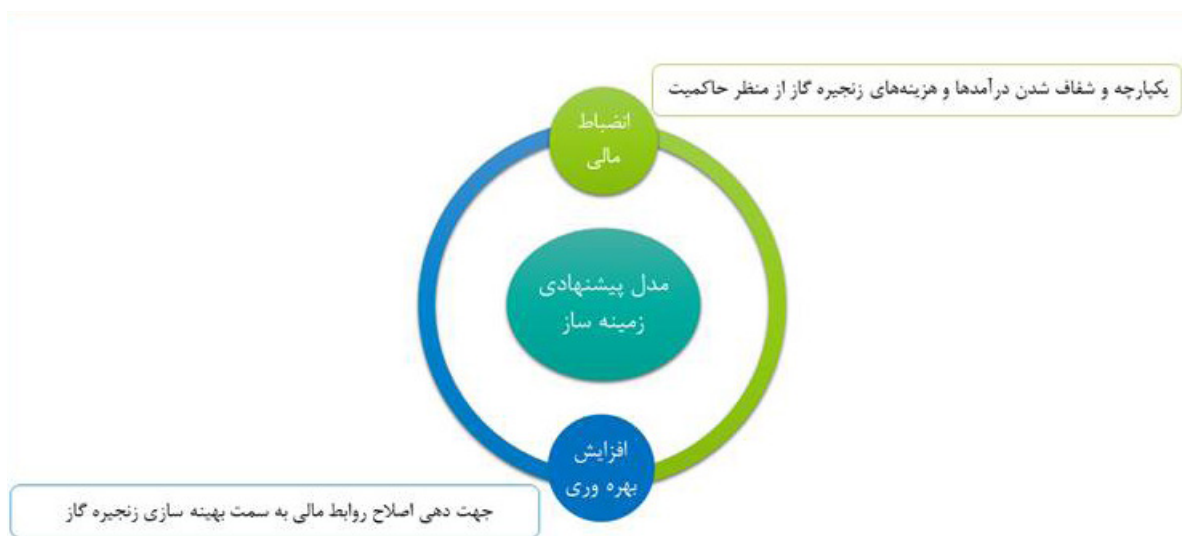 یکپارچه و شفاف شدن درآمدها و هزینه‌های زنجیره گاز از منظر حاکمیت
انضباط
مالی
مدل پیشنهادی
زمینه ساز
افزایش
بهره وری
جهت دهی اصلاح روابط مالی به سمت بهینه سازی زنجیره گاز